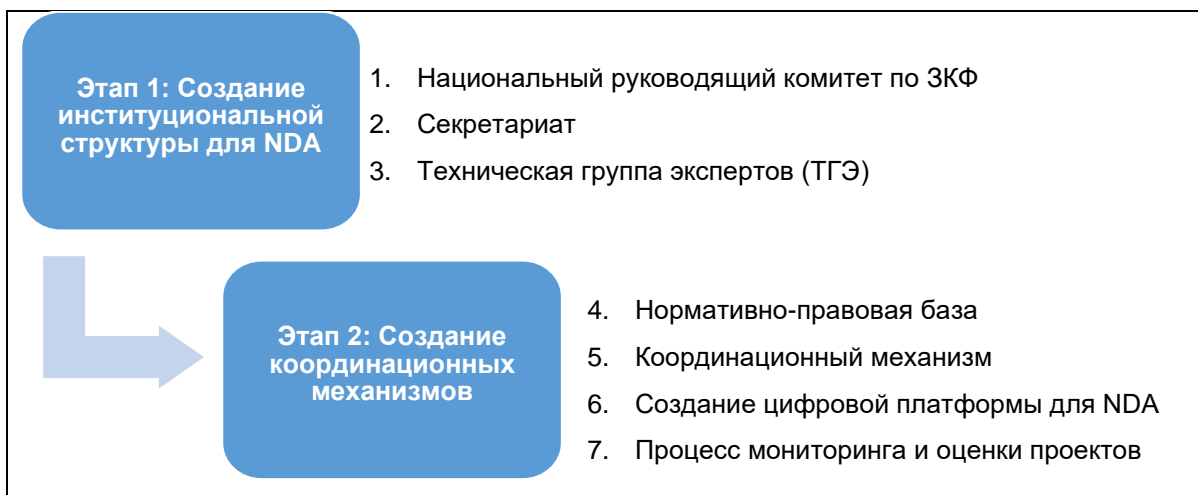 Этап 1: Создание
институциональной
структуры для NDA
1. Национальный руководящий комитет по ЗКФ
2. Секретариат
3. Техническая группа экспертов (ТГЭ)
Этап 2: Создание
координационных
механизмов
4. Нормативно-правовая база
5. Координационный механизм
6. Создание цифровой платформы для NDA
7. Процесс мониторинга и оценки проектов